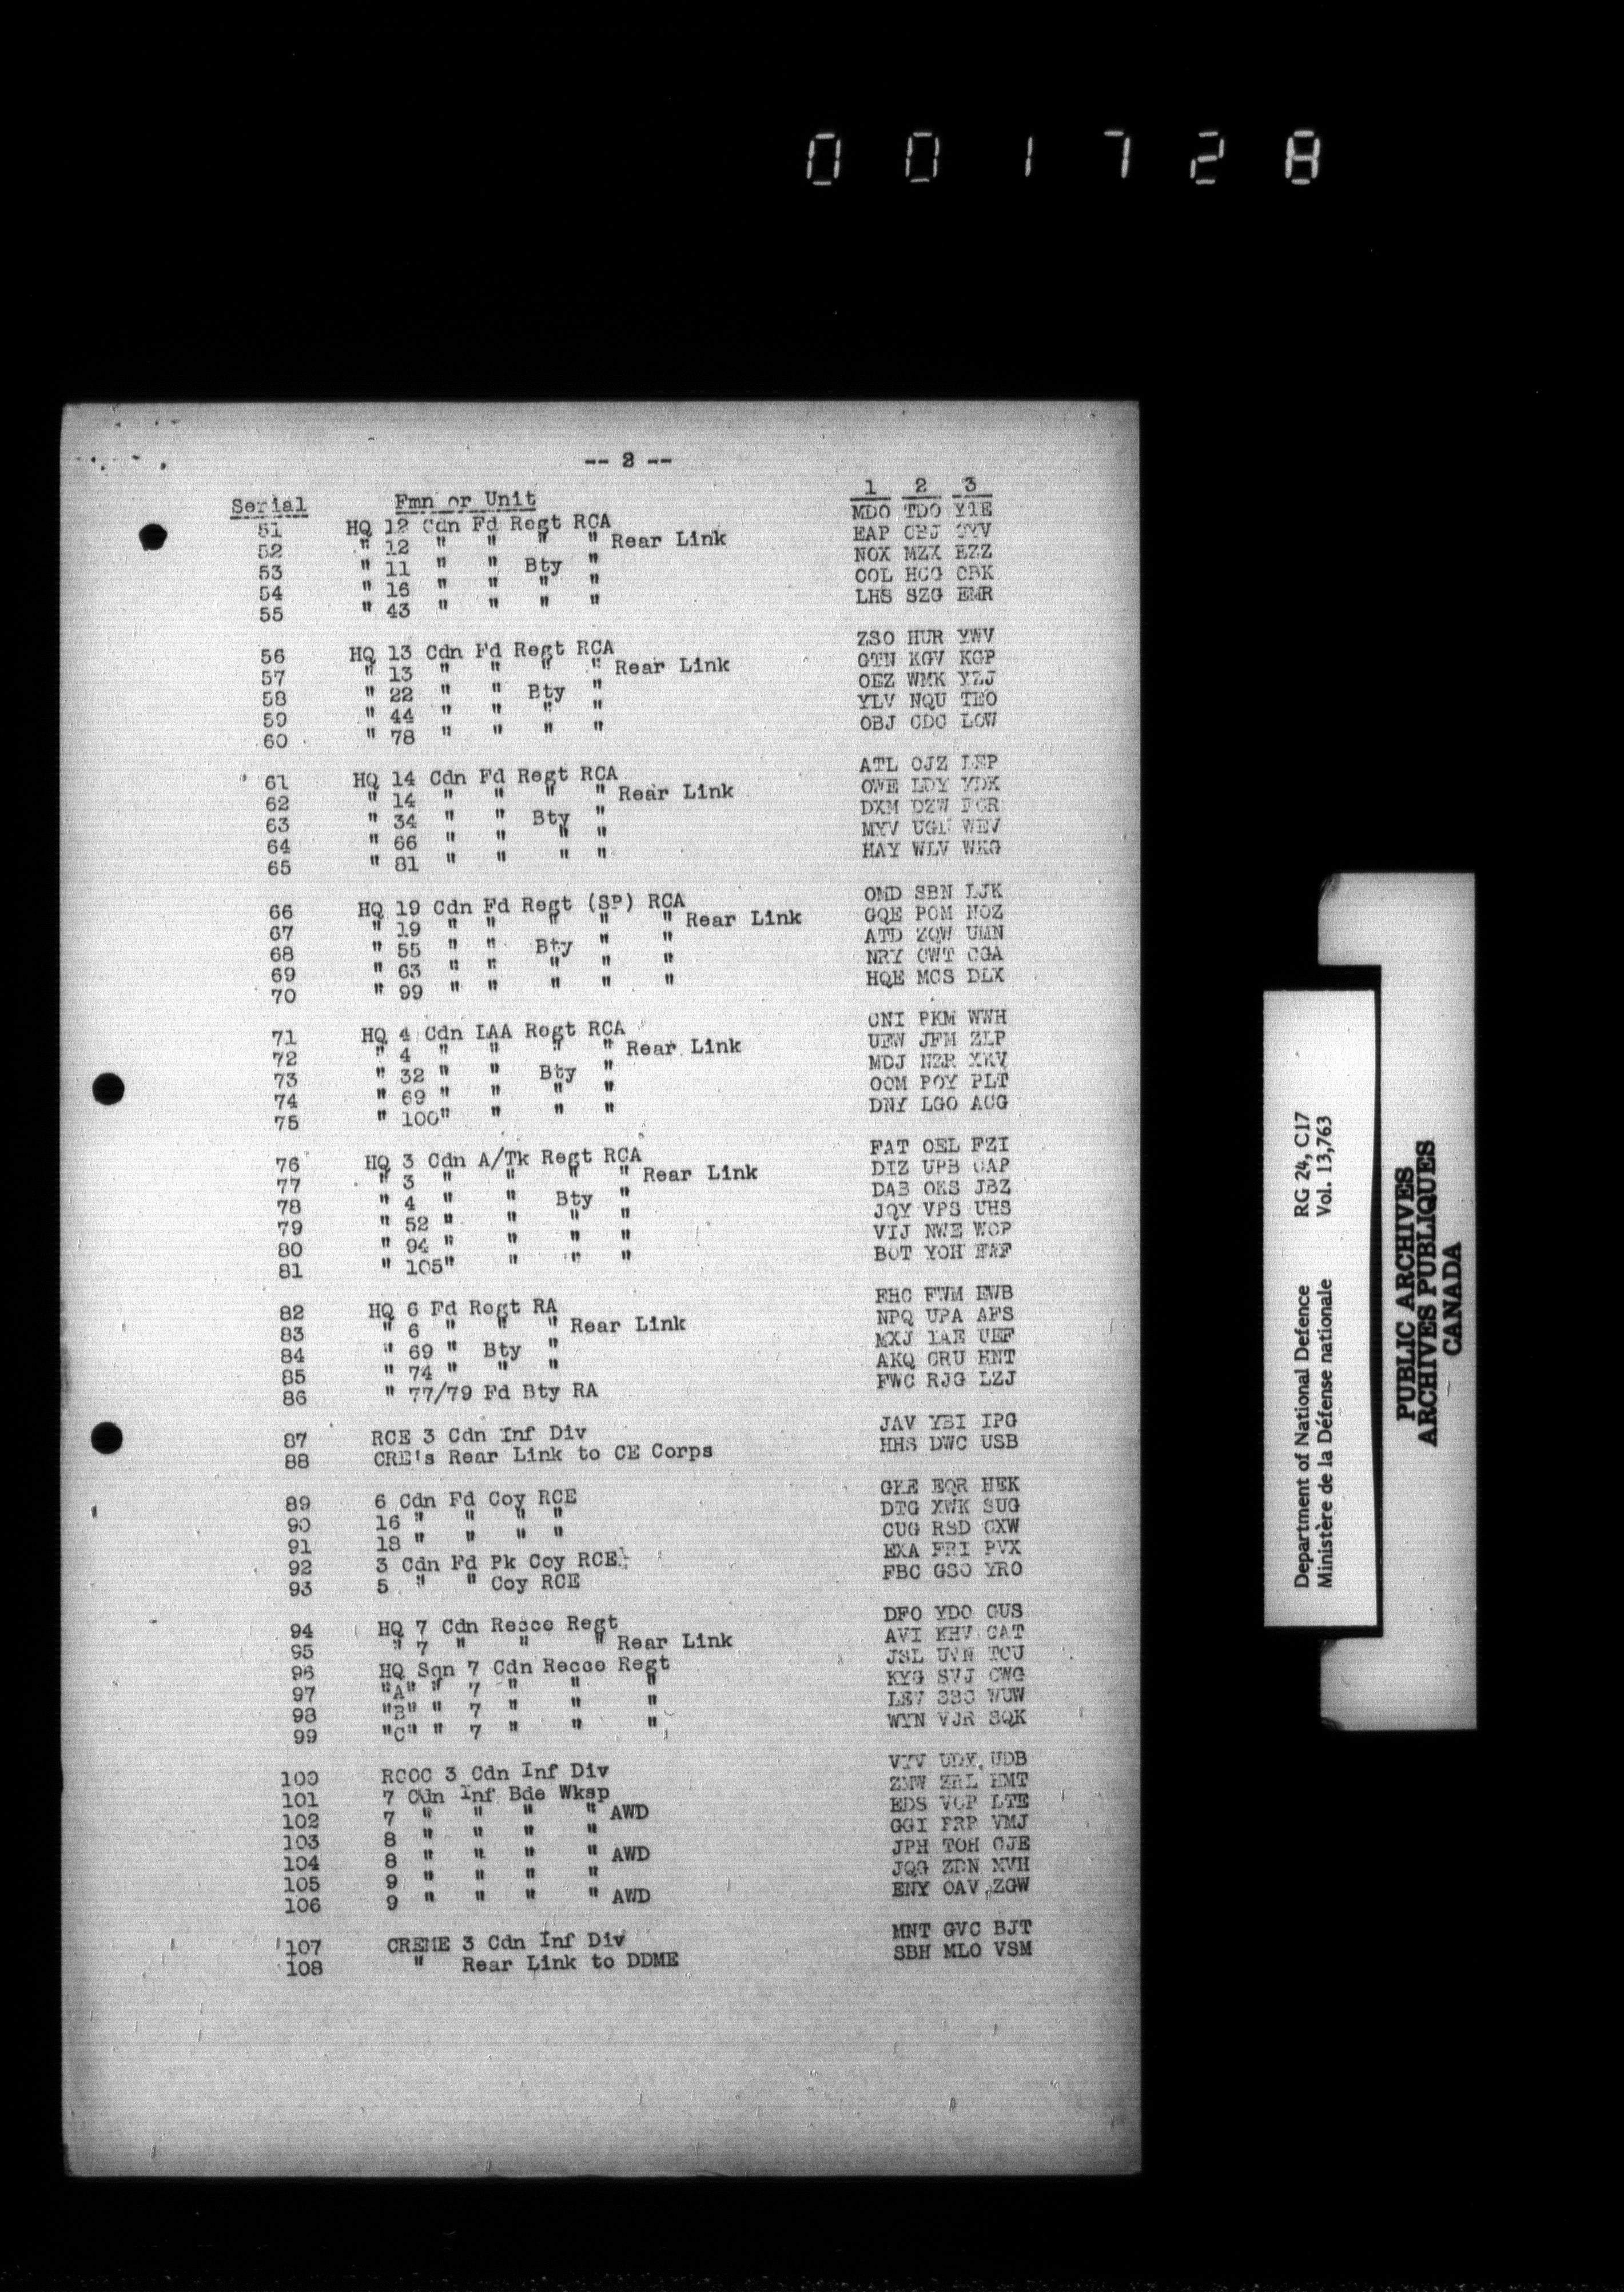 0 0 1 7 2 8
-- 2 --
Serial Fmn or Unit 1 2 3
51 HQ 12 Cdn Fd Regt RCA MDO TDO
52 " 12 " " " " Rear Link EAP
53 " 11 " " Bty " NOX MZX EZZ
54 " 16 " " " " COL HCG CBK
55 " 43 " " " " LHS SZG EMR
56 HQ 13 Cdn Fd Regt RCA ZSO HUR YWV
57 " 13 " " " " Rear Link GTN KGV KGP
58 " 22 " " Bty " OEZ WMK YZJ
59 " 44 " " " " YLV NQU TEO
60 " 78 " " " " OBJ CDC LOW
61 HQ 14 Cdn Fd Regt RCA ATL OJZ LEP
62 " 14 " " " " Rear Link OWE LDY YDK
63 " 34 " " Bty " DXM DZW
64 " 66 " " " " MYV WEV
65 " 81 " " " " HAY WLV WKG
66 HQ 19 Cdn Fd Regt (SP) RCA OMD SBN LJK
67 " 19 " " " " " Rear Link GQE POM NOZ
68 " 55 " " Bty " " ATD ZQW UMN
69 " 63 " " " " " NRY CWT CGA
70 " 99 " " " " " HQE MCS DLX
71 HQ 4 Cdn LAA Regt RCA CNI PKM WWH
72 " 4 " " " " Rear Link UEW JFM ZLP
73 " 32 " " Bty " MDJ NZR XKV
74 " 69 " " " " OOM POY PLT
75 " 100" " " " DNY LGO ACG
76 HQ 3 Cdn A/Tk Regt RCA FAT OEL FZI
77 " 3 " " " " Rear Link DIZ UPB OAP
78 " 4 " " Bty " DAB OKS JBZ
79 " 52 " " " " JQY VPS UHS
80 " 94 " " " " VIJ NWE WOP
81 " 105" " " " BOT YOH
82 HQ 6 Fd Regt RA FHC FWM EWB
83 " 6 " " " Rear Link NPQ UPA AFS
84 " 69 " Bty " MXJ IAE UEF
85 " 74 " " " AKQ CRU HNT
86 " 77/79 Fd Bty RA FWC RJG LZJ
87 RCE 3 Cdn Inf Div JAV YBI IPG
88 CRE's Rear Link to CE Corps HHS DWC USB
89 6 Cdn Fd Coy RCE GKE EQR HEK
90 16 " " " " DTG XWK SUG
91 18 " " " " CUG RSD CXW
92 3 Cdn Fd Pk Coy RCE EXA FRI PVX
93 5 " " Coy RCE FBC GSO YRO
94 HQ 7 Cdn Recce Regt DFO YDO GUS
95 " 7 " " " Rear Link AVI KHV CAT
96 HQ Sqn 7 Cdn Recce Regt JSL UVN TCU
97 "A" " 7 " " " KYG SVJ CWG
98 "B" " 7 " " " LEV WUW
99 "C" " 7 " " " WYN VJR SQK
100 RCOC 3 Cdn Inf Div VYV UDX UDB
101 7 Cdn Inf Bde Wksp ZMW ZRL HMT
102 7 " " " " AWD EDS VCP LTE
103 8 " " " " GGI FRP VMJ
104 8 " " " " AWD JPH TOH CJE
105 9 " " " " JQG ZDN MVH
106 9 " " " " AWD ENY OAV ZGW
107 CREME 3 Cdn Inf Div MNT GVC BJT
108 " Rear Link to DDME SBH MLO VSM
Department of National Defence RG 24, C17
Ministère de la Défense nationale Vol. 13,763
PUBLIC ARCHIVES
ARCHIVES PUBLIQUES
CANADA